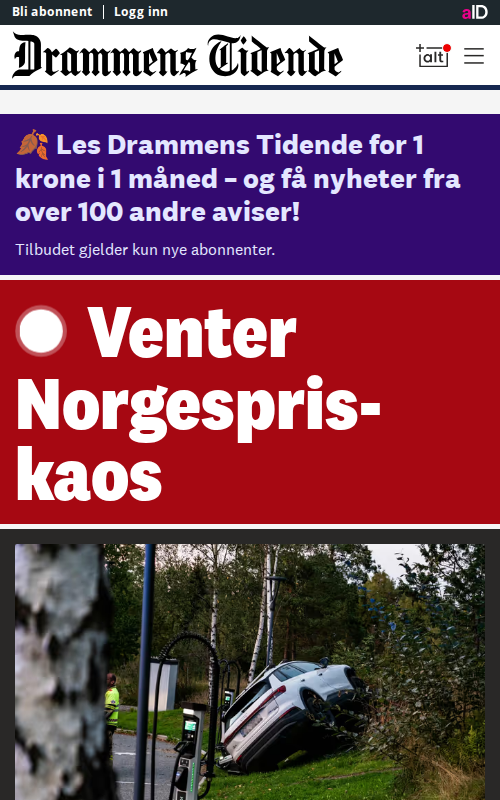 Bli abonnent
Logg inn
aID
Drammens Tidende
+alt
🍂 Les Drammens Tidende for 1
krone i 1 måned – og få nyheter fra
over 100 andre aviser!
Tilbudet gjelder kun nye abonnenter.
Venter
Norgespris-
kaos